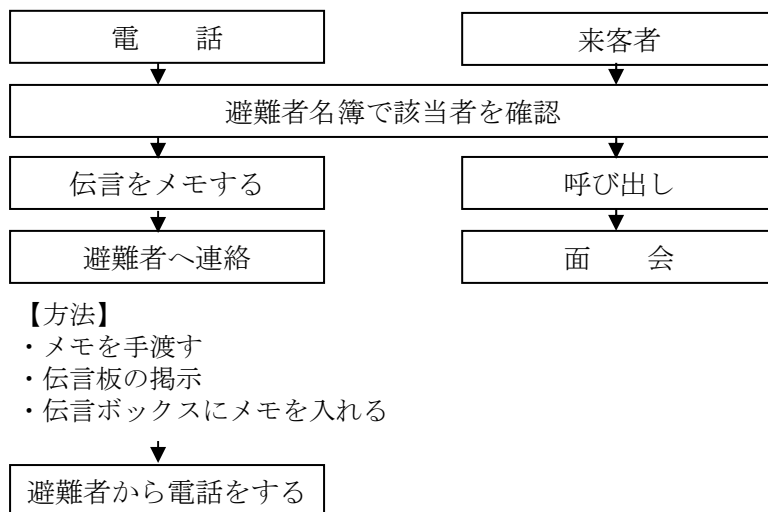 電　　話
来客者
避難者名簿で該当者を確認
伝言をメモする
呼び出し
避難者へ連絡
面　　会
【方法】
・メモを手渡す
・伝言板の掲示
・伝言ボックスにメモを入れる
避難者から電話をする